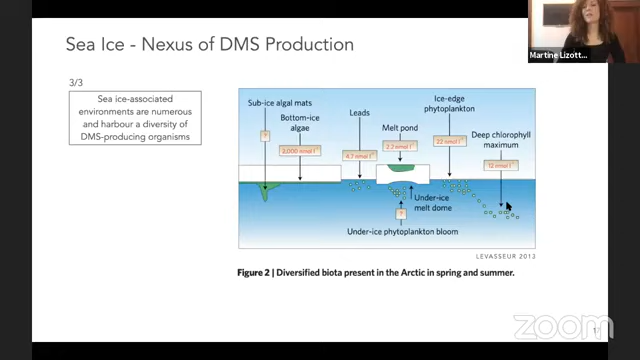 Sea Ice - Nexus of DMS Production
Martine Lizott...
3/3
Sea ice-associated
environments are numerous
and harbour a diversity of
DMS-producing organisms
Sub-ice algal mats
?
Bottom-ice
algae
2,000 nmol l⁻¹
Leads
4.7 nmol l⁻¹
Melt pond
2.2 nmol l⁻¹
Ice-edge
phytoplankton
22 nmol l⁻¹
Deep chlorophyll
maximum
12 nmol l⁻¹
Under-ice
melt dome
?
Under-ice phytoplankton bloom
LEVASSEUR 2013
Figure 2 | Diversified biota present in the Arctic in spring and summer.
zoom